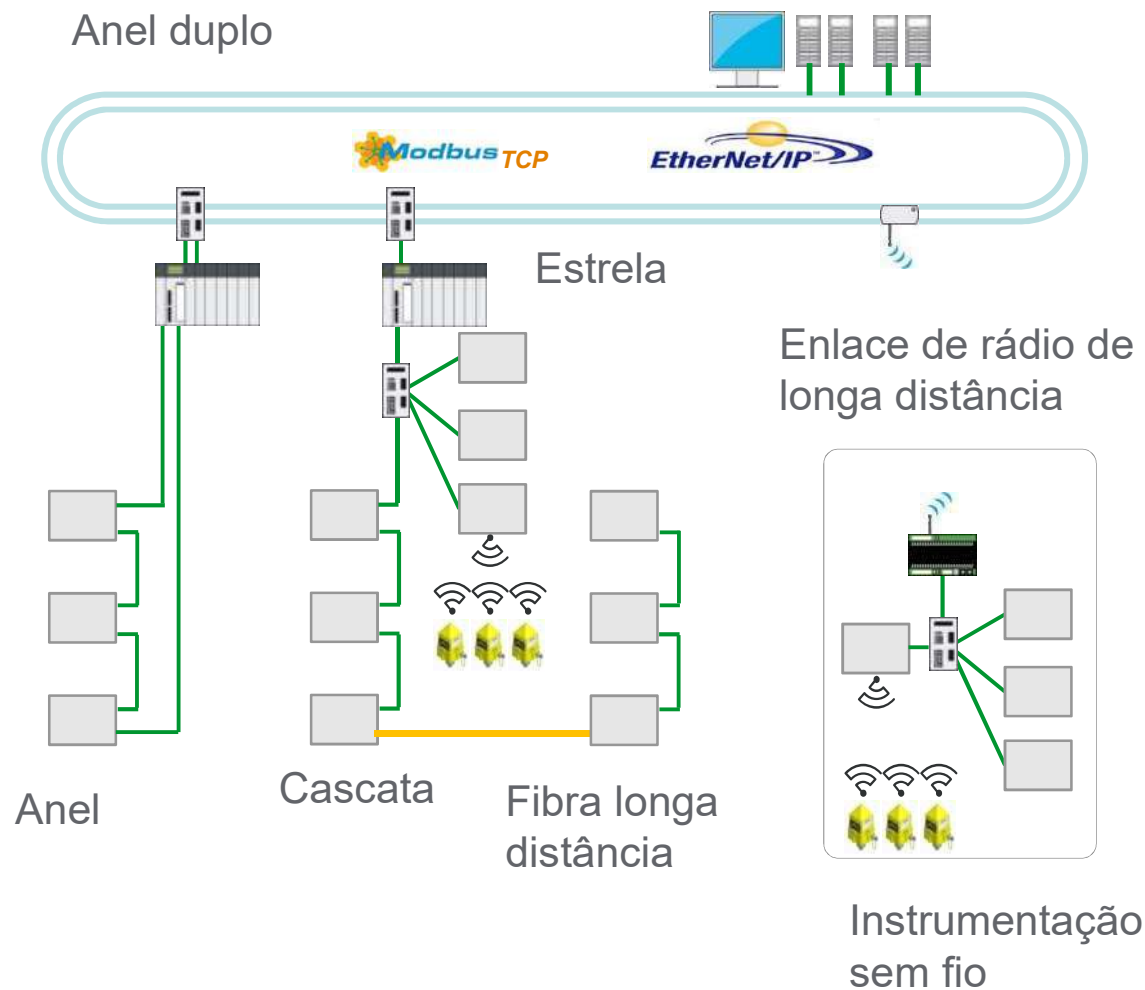 Anel duplo
Modbus TCP
EtherNet/IP™
Estrela
Enlace de rádio de
longa distância
Cascata
Anel
Fibra longa
distância
Instrumentação
sem fio